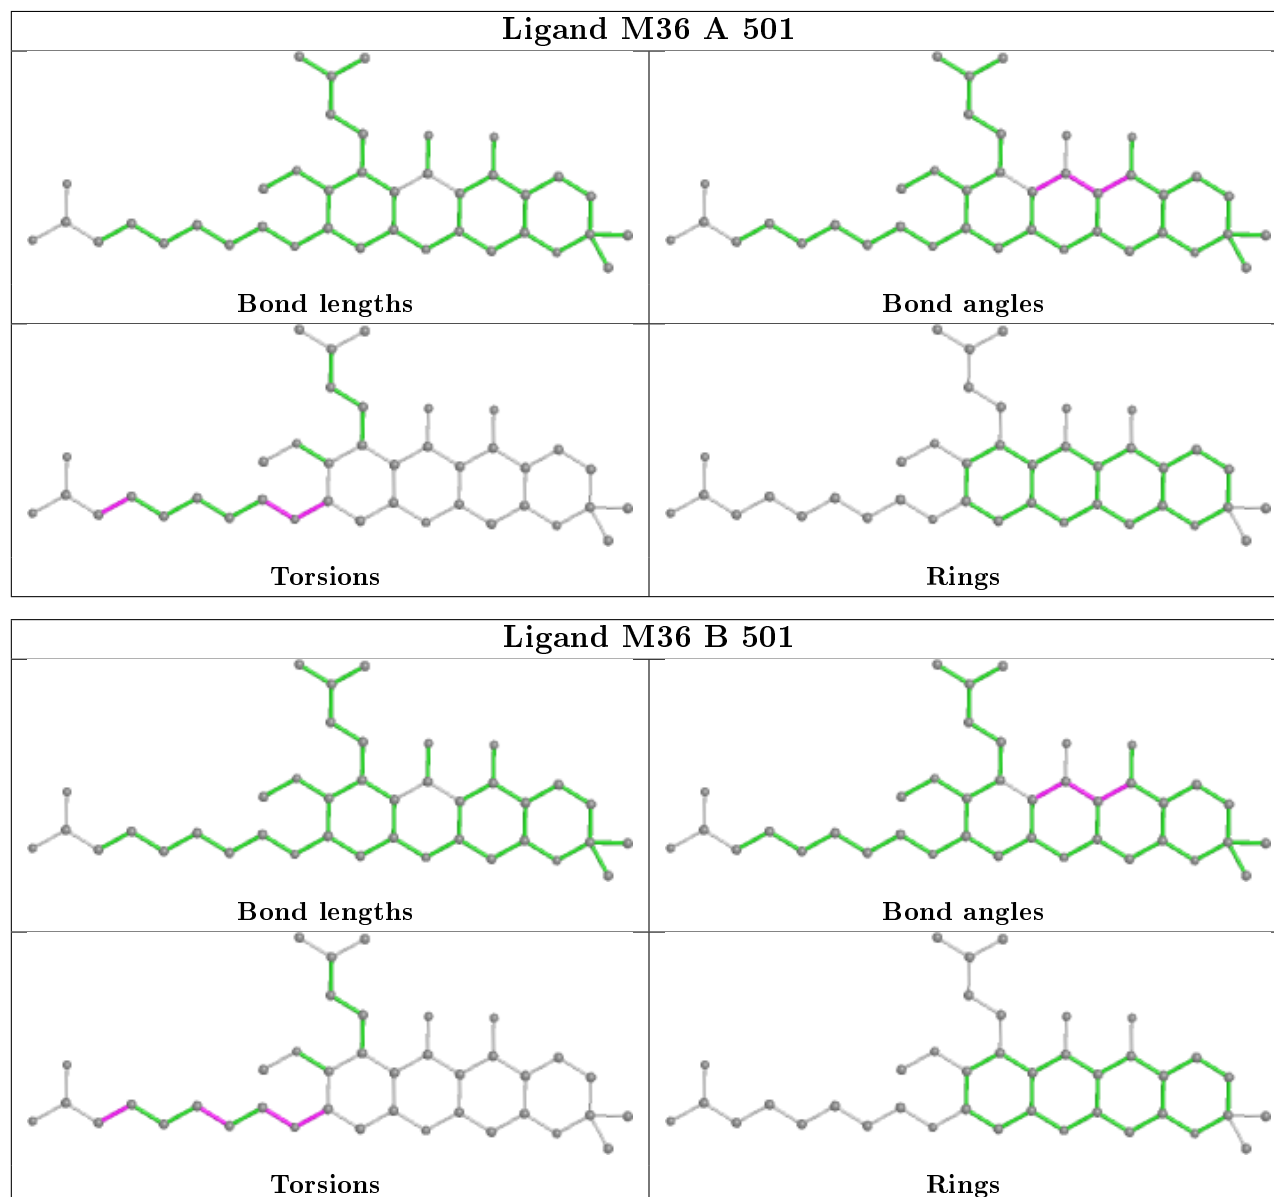 Ligand M36 A 501
Bond lengths
Bond angles
Torsions
Rings
Ligand M36 B 501
Bond lengths
Bond angles
Torsions
Rings